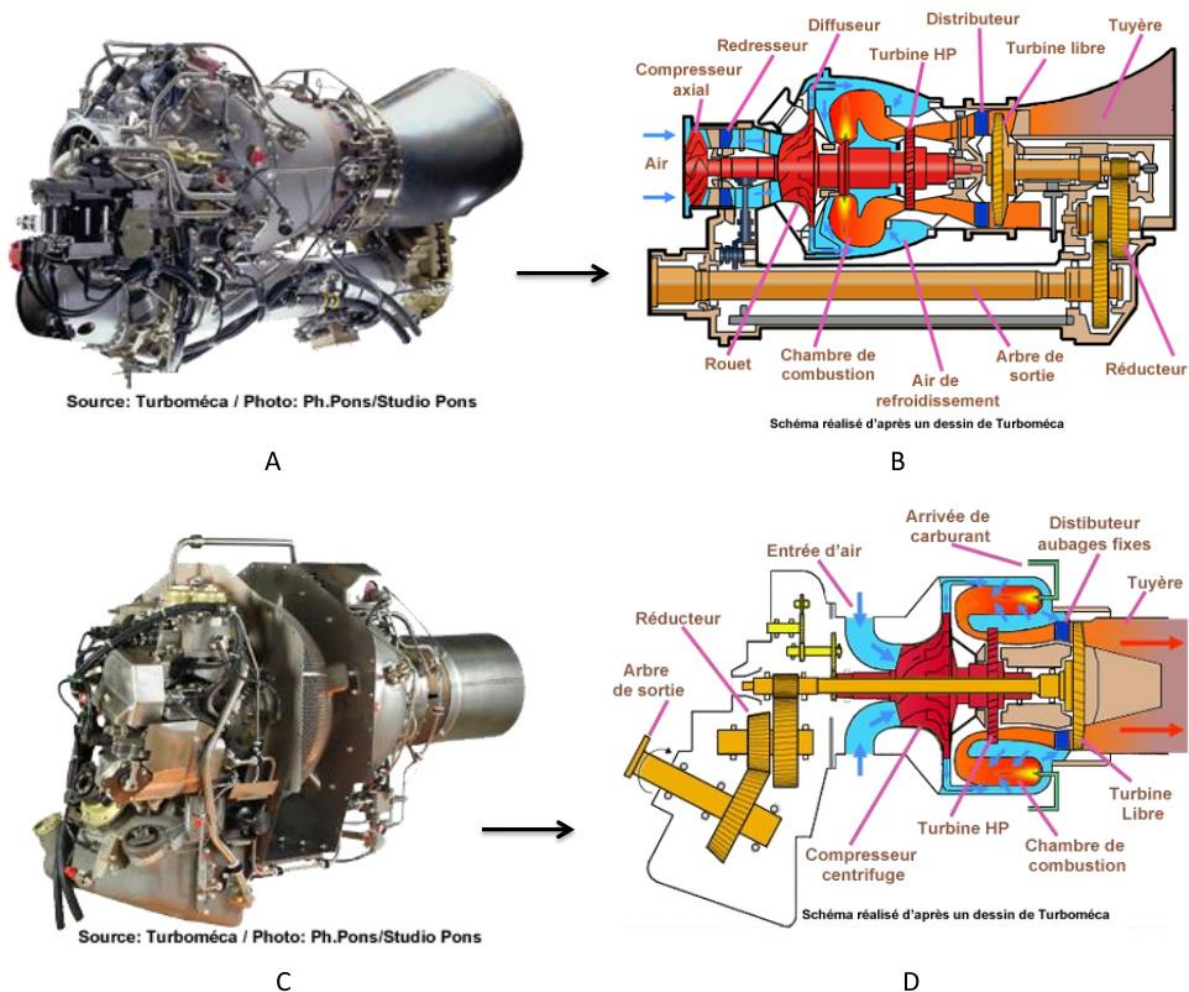 Diffuseur
Distributeur
Redresseur
Turbine HP
Turbine libre
Tuyère
Compresseur
axial
Air
Rouet
Chambre de
combustion
Air de
refroidissement
Arbre de
sortie
Réducteur
Source: Turboméca / Photo: Ph.Pons/Studio Pons
Schéma réalisé d'après un dessin de Turboméca
A
B
Arrivée de
carburant
Distibuteur
aubages fixes
Entrée d'air
Tuyère
Réducteur
Arbre
de sortie
Turbine
Libre
Turbine HP
Compresseur
centrifuge
Chambre de
combustion
Schéma réalisé d'après un dessin de Turboméca
Source: Turboméca / Photo: Ph.Pons/Studio Pons
C
D